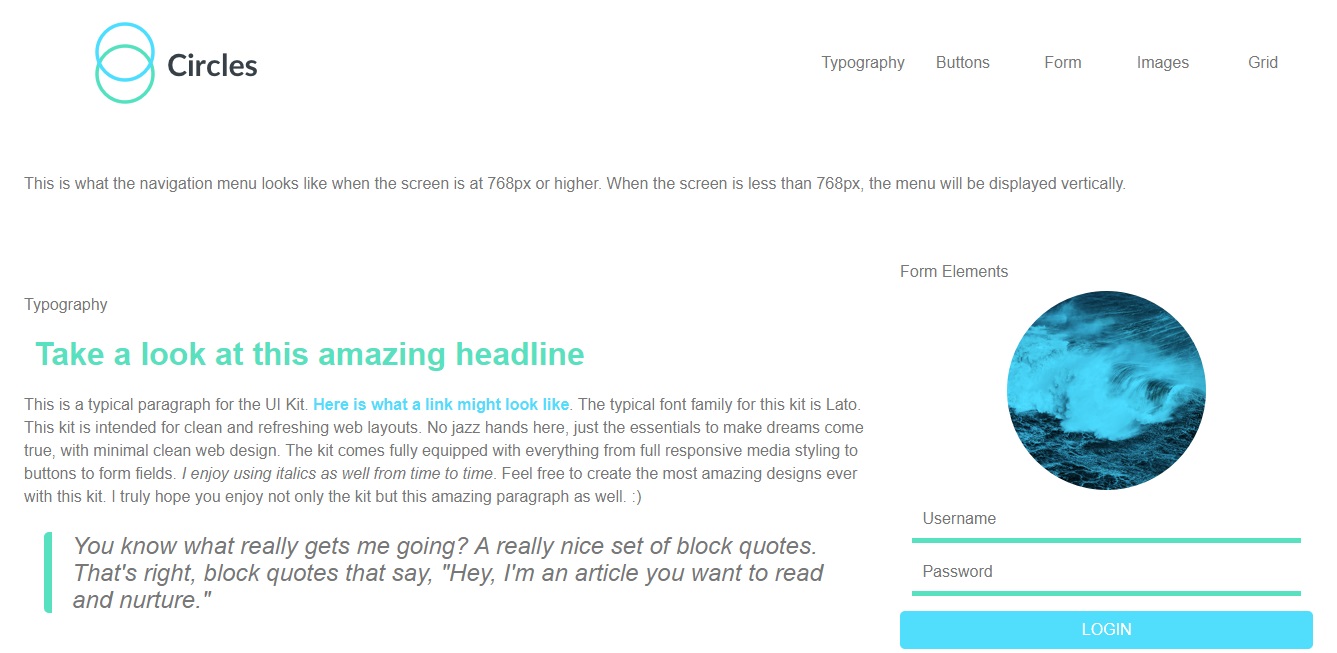 Circles
Typography Buttons Form Images Grid
This is what the navigation menu looks like when the screen is at 768px or higher. When the screen is less than 768px, the menu will be displayed vertically.
Typography
Take a look at this amazing headline
This is a typical paragraph for the UI Kit. Here is what a link might look like. The typical font family for this kit is Lato.
This kit is intended for clean and refreshing web layouts. No jazz hands here, just the essentials to make dreams come
true, with minimal clean web design. The kit comes fully equipped with everything from full responsive media styling to
buttons to form fields. I enjoy using italics as well from time to time. Feel free to create the most amazing designs ever
with this kit. I truly hope you enjoy not only the kit but this amazing paragraph as well. :)
You know what really gets me going? A really nice set of block quotes.
That's right, block quotes that say, "Hey, I'm an article you want to read
and nurture."
Form Elements
Username
Password
LOGIN